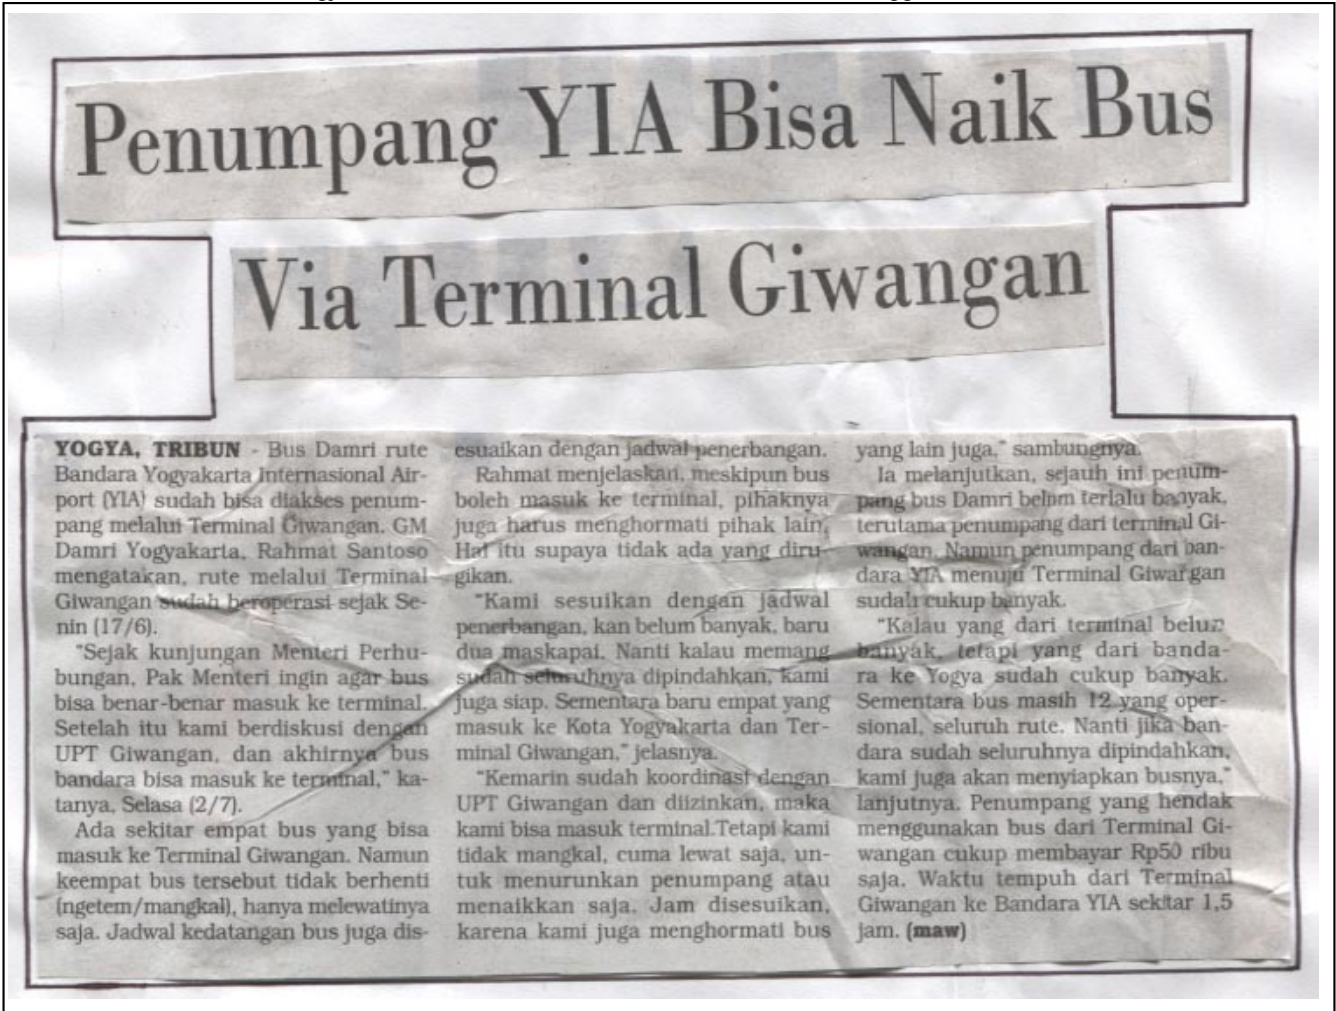 Penumpang YIA Bisa Naik Bus
Via Terminal Giwangan
YOGYA, TRIBUN - Bus Damri rute
Bandara Yogyakarta Internasional Air-
port (YIA) sudah bisa diakses penum-
pang melalui Terminal Giwangan. GM
Damri Yogyakarta, Rahmat Santoso
mengatakan, rute melalui Terminal
Giwangan sudah beroperasi sejak Se-
nin (17/6).
"Sejak kunjungan Menteri Perhu-
bungan, Pak Menteri ingin agar bus
bisa benar-benar masuk ke terminal.
Setelah itu kami berdiskusi dengan
UPT Giwangan, dan akhirnya bus
bandara bisa masuk ke terminal," ka-
tanya, Selasa (2/7).
Ada sekitar empat bus yang bisa
masuk ke Terminal Giwangan. Namun
keempat bus tersebut tidak berhenti
(ngetem/mangkal), hanya melewatinya
saja. Jadwal kedatangan bus juga dis-
esuaikan dengan jadwal penerbangan.
Rahmat menjelaskan, meskipun bus
boleh masuk ke terminal, pihaknya
juga harus menghormati pihak lain,
Hal itu supaya tidak ada yang diru-
gikan.
"Kami sesuikan dengan jadwal
penerbangan, kan belum banyak, baru
dua maskapai. Nanti kalau memang
sudah seluruhnya dipindahkan, kami
juga siap. Sementara baru empat yang
masuk ke Kota Yogyakarta dan Ter-
minal Giwangan," jelasnya.
"Kemarin sudah koordinasi dengan
UPT Giwangan dan diizinkan, maka
kami bisa masuk terminal.Tetapi kami
tidak mangkal, cuma lewat saja, un-
tuk menurunkan penumpang atau
menaikkan saja. Jam disesuikan,
karena kami juga menghormati bus
yang lain juga," sambungnya.
Ia melanjutkan, sejauh ini penum-
pang bus Damri belum terlalu banyak,
terutama penumpang dari terminal Gi-
wangan. Namun penumpang dari ban-
dara YIA menuju Terminal Giwangan
sudah cukup banyak.
"Kalau yang dari terminal belum
banyak, tetapi yang dari banda-
ra ke Yogya sudah cukup banyak.
Sementara bus masih 12 yang oper-
sional, seluruh rute. Nanti jika ban-
dara sudah seluruhnya dipindahkan,
kami juga akan menyiapkan busnya,"
lanjutnya. Penumpang yang hendak
menggunakan bus dari Terminal Gi-
wangan cukup membayar Rp50 ribu
saja. Waktu tempuh dari Terminal
Giwangan ke Bandara YIA sekitar 1,5
jam. (maw)